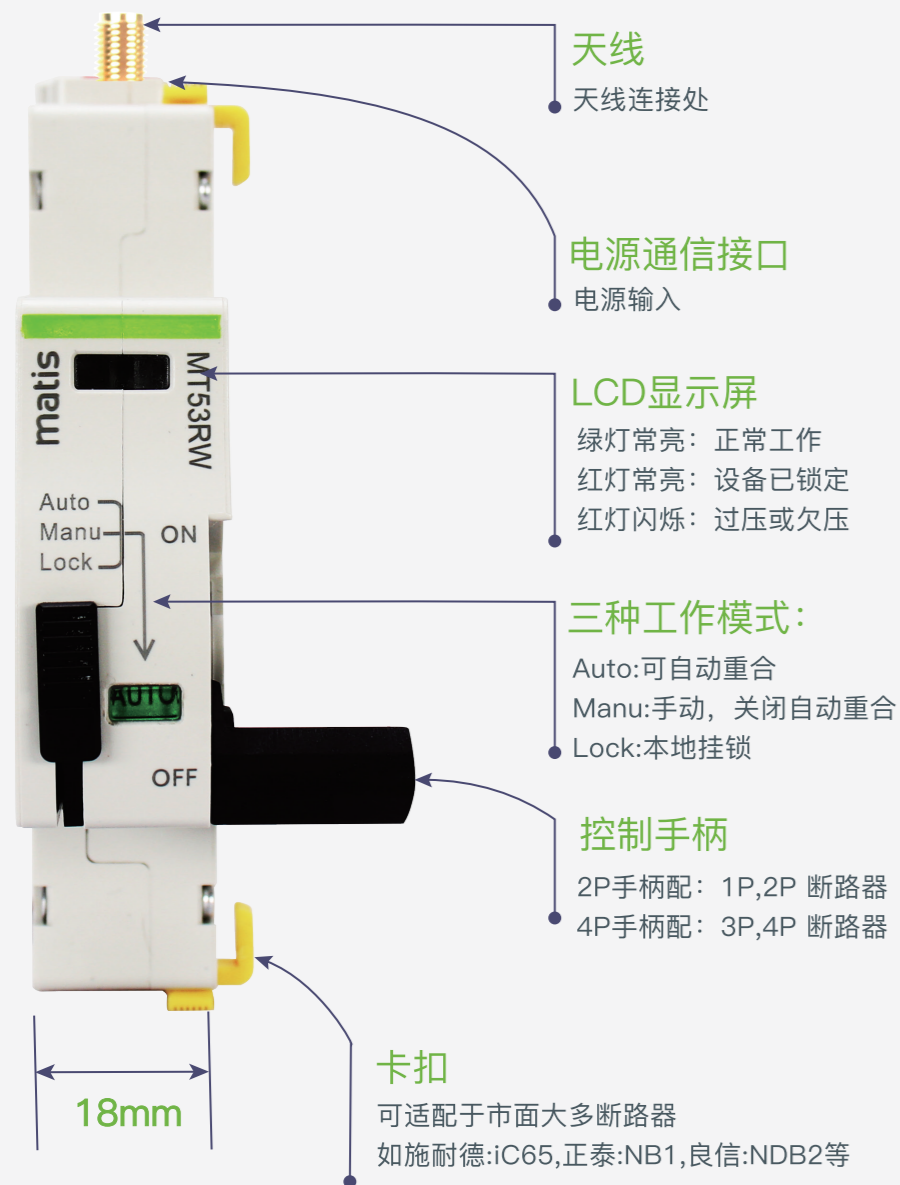 天线
天线连接处
电源通信接口
电源输入
matis
MT53RW
LCD显示屏
绿灯常亮：正常工作
红灯常亮：设备已锁定
红灯闪烁：过压或欠压
Auto
Manu
Lock
ON
三种工作模式：
Auto:可自动重合
Manu:手动，关闭自动重合
Lock:本地挂锁
AUTO
OFF
控制手柄
2P手柄配：1P,2P 断路器
4P手柄配：3P,4P 断路器
卡扣
可适配于市面大多断路器
如施耐德:iC65,正泰:NB1,良信:NDB2等
18mm